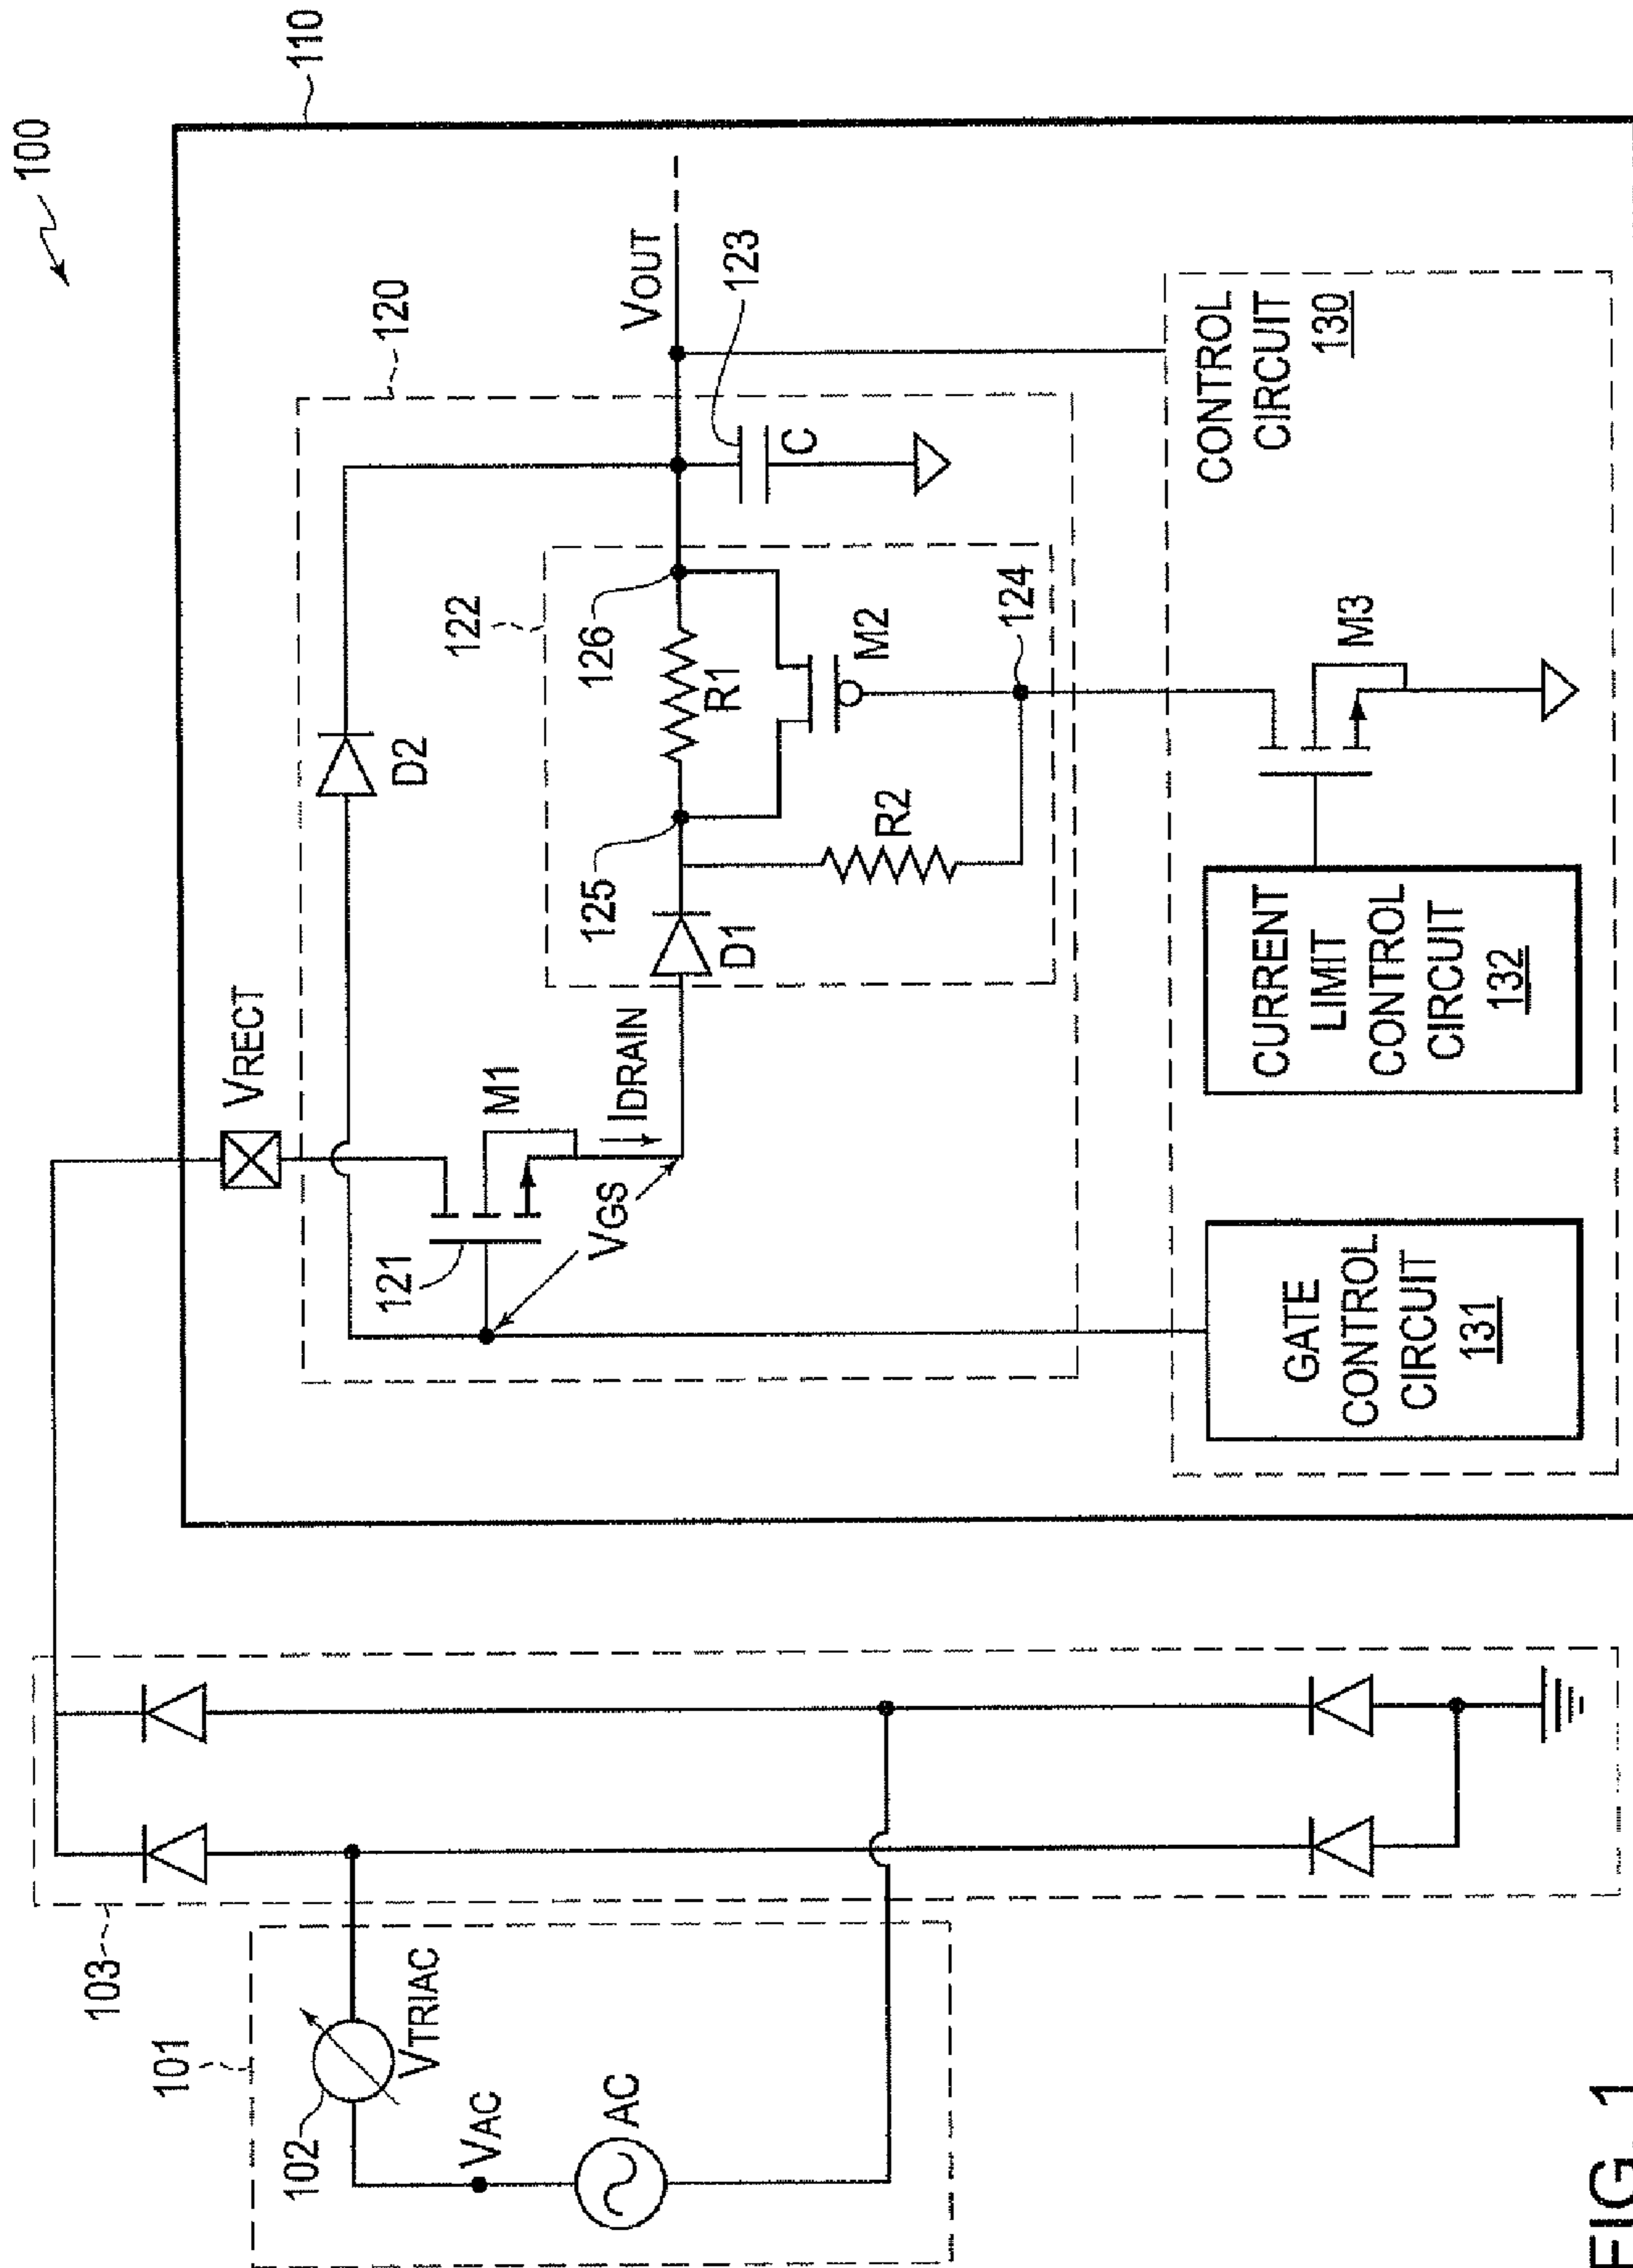 100
110
VRECT
120
D2
121
M1
VGS
IDRAIN
122
125
126
D1
R1
R2
M2
124
VOUT
123
C
CONTROL
CIRCUIT
130
GATE
CONTROL
CIRCUIT
131
CURRENT
LIMIT
CONTROL
CIRCUIT
132
M3
103
101
102
VTRIAC
VAC
AC
FIG. 1